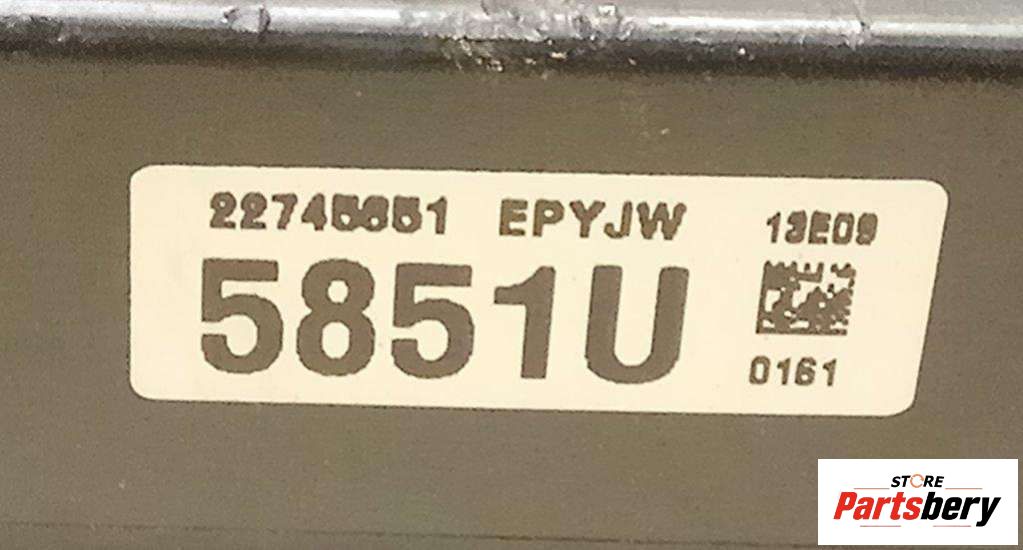 22745851 EPYJW 13E09
5851U
0161
STORE
Partsbery